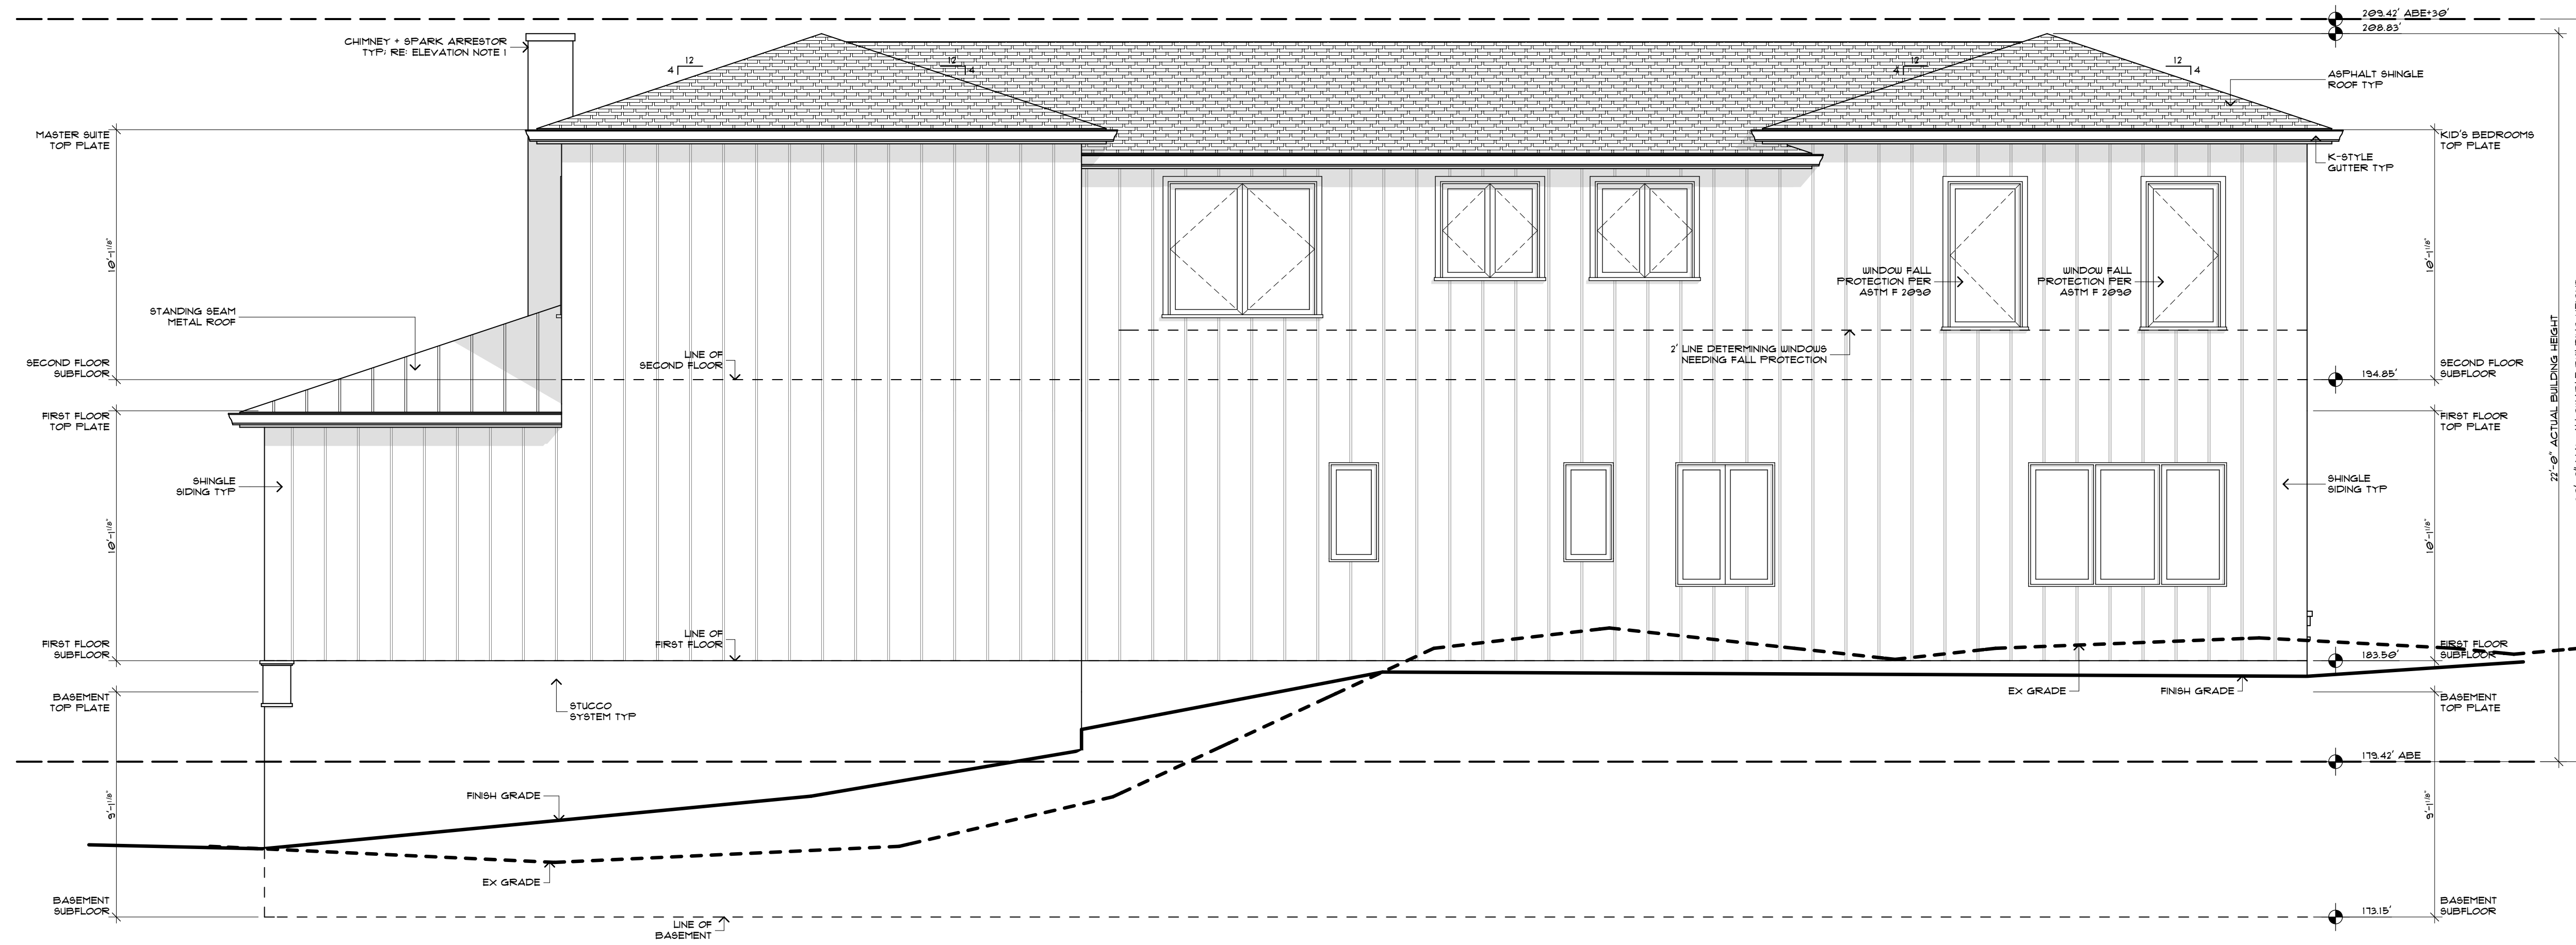 209.42' ABE+30'
208.83'
CHIMNEY + SPARK ARRESTOR
TYP; RE: ELEVATION NOTE 1
12
4
12
4
12
4
12
4
ASPHALT SHINGLE
ROOF TYP
MASTER SUITE
TOP PLATE
KID'S BEDROOMS
TOP PLATE
K-STYLE
GUTTER TYP
10'-1 1/8"
10'-1 1/8"
WINDOW FALL
PROTECTION PER
ASTM F 2090
WINDOW FALL
PROTECTION PER
ASTM F 2090
STANDING SEAM
METAL ROOF
22'-0" ACTUAL BUILDING HEIGHT
2' LINE DETERMINING WINDOWS
NEEDING FALL PROTECTION
LINE OF
SECOND FLOOR
SECOND FLOOR
SUBFLOOR
194.85'
SECOND FLOOR
SUBFLOOR
FIRST FLOOR
TOP PLATE
FIRST FLOOR
TOP PLATE
SHINGLE
SIDING TYP
SHINGLE
SIDING TYP
10'-1 1/8"
10'-1 1/8"
LINE OF
FIRST FLOOR
FIRST FLOOR
SUBFLOOR
183.50'
FIRST FLOOR
SUBFLOOR
EX GRADE
FINISH GRADE
BASEMENT
TOP PLATE
BASEMENT
TOP PLATE
STUCCO
SYSTEM TYP
179.42' ABE
FINISH GRADE
9'-1 1/8"
9'-1 1/8"
EX GRADE
BASEMENT
SUBFLOOR
173.15'
BASEMENT
SUBFLOOR
LINE OF
BASEMENT